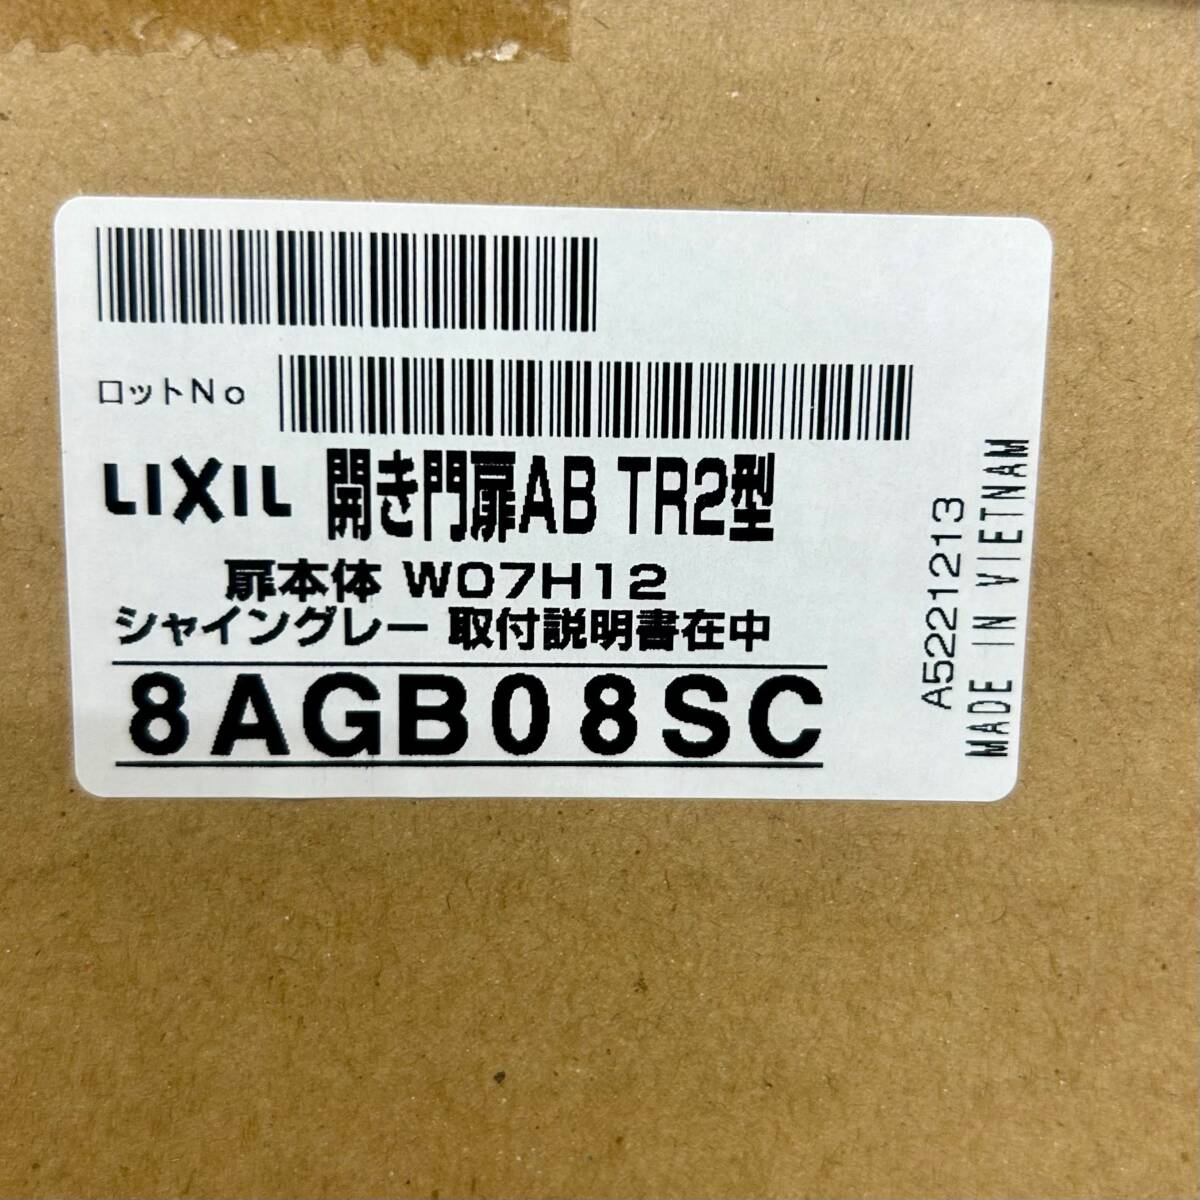 ロットNo
LIXIL 開き門扉AB TR2型
扉本体 W07H12
シャイングレー 取付説明書在中
8AGB08SC
A5221213
MADE IN VIETNAM